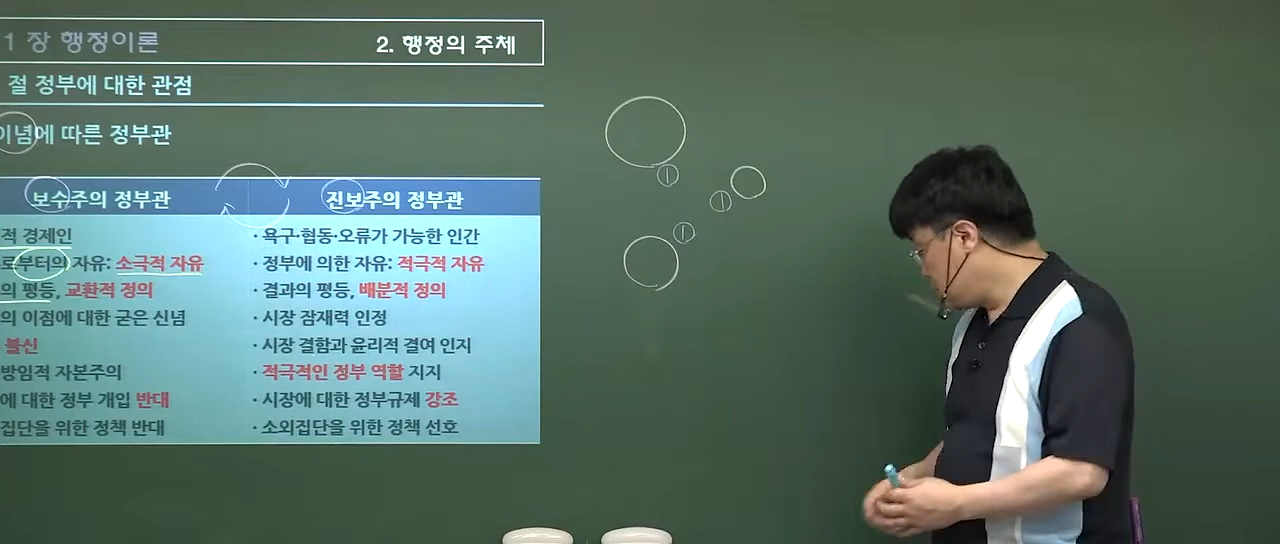 1 장 행정이론
2. 행정의 주체
절 정부에 대한 관점
이념에 따른 정부관
보수주의 정부관 진보주의 정부관
적 경제인 · 욕구·협동·오류가 가능한 인간
로부터의 자유: 소극적 자유 · 정부에 의한 자유: 적극적 자유
의 평등, 교환적 정의 · 결과의 평등, 배분적 정의
의 이점에 대한 굳은 신념 · 시장 잠재력 인정
불신 · 시장 결함과 윤리적 결여 인지
방임적 자본주의 · 적극적인 정부 역할 지지
에 대한 정부 개입 반대 · 시장에 대한 정부규제 강조
집단을 위한 정책 반대 · 소외집단을 위한 정책 선호
①
①
①